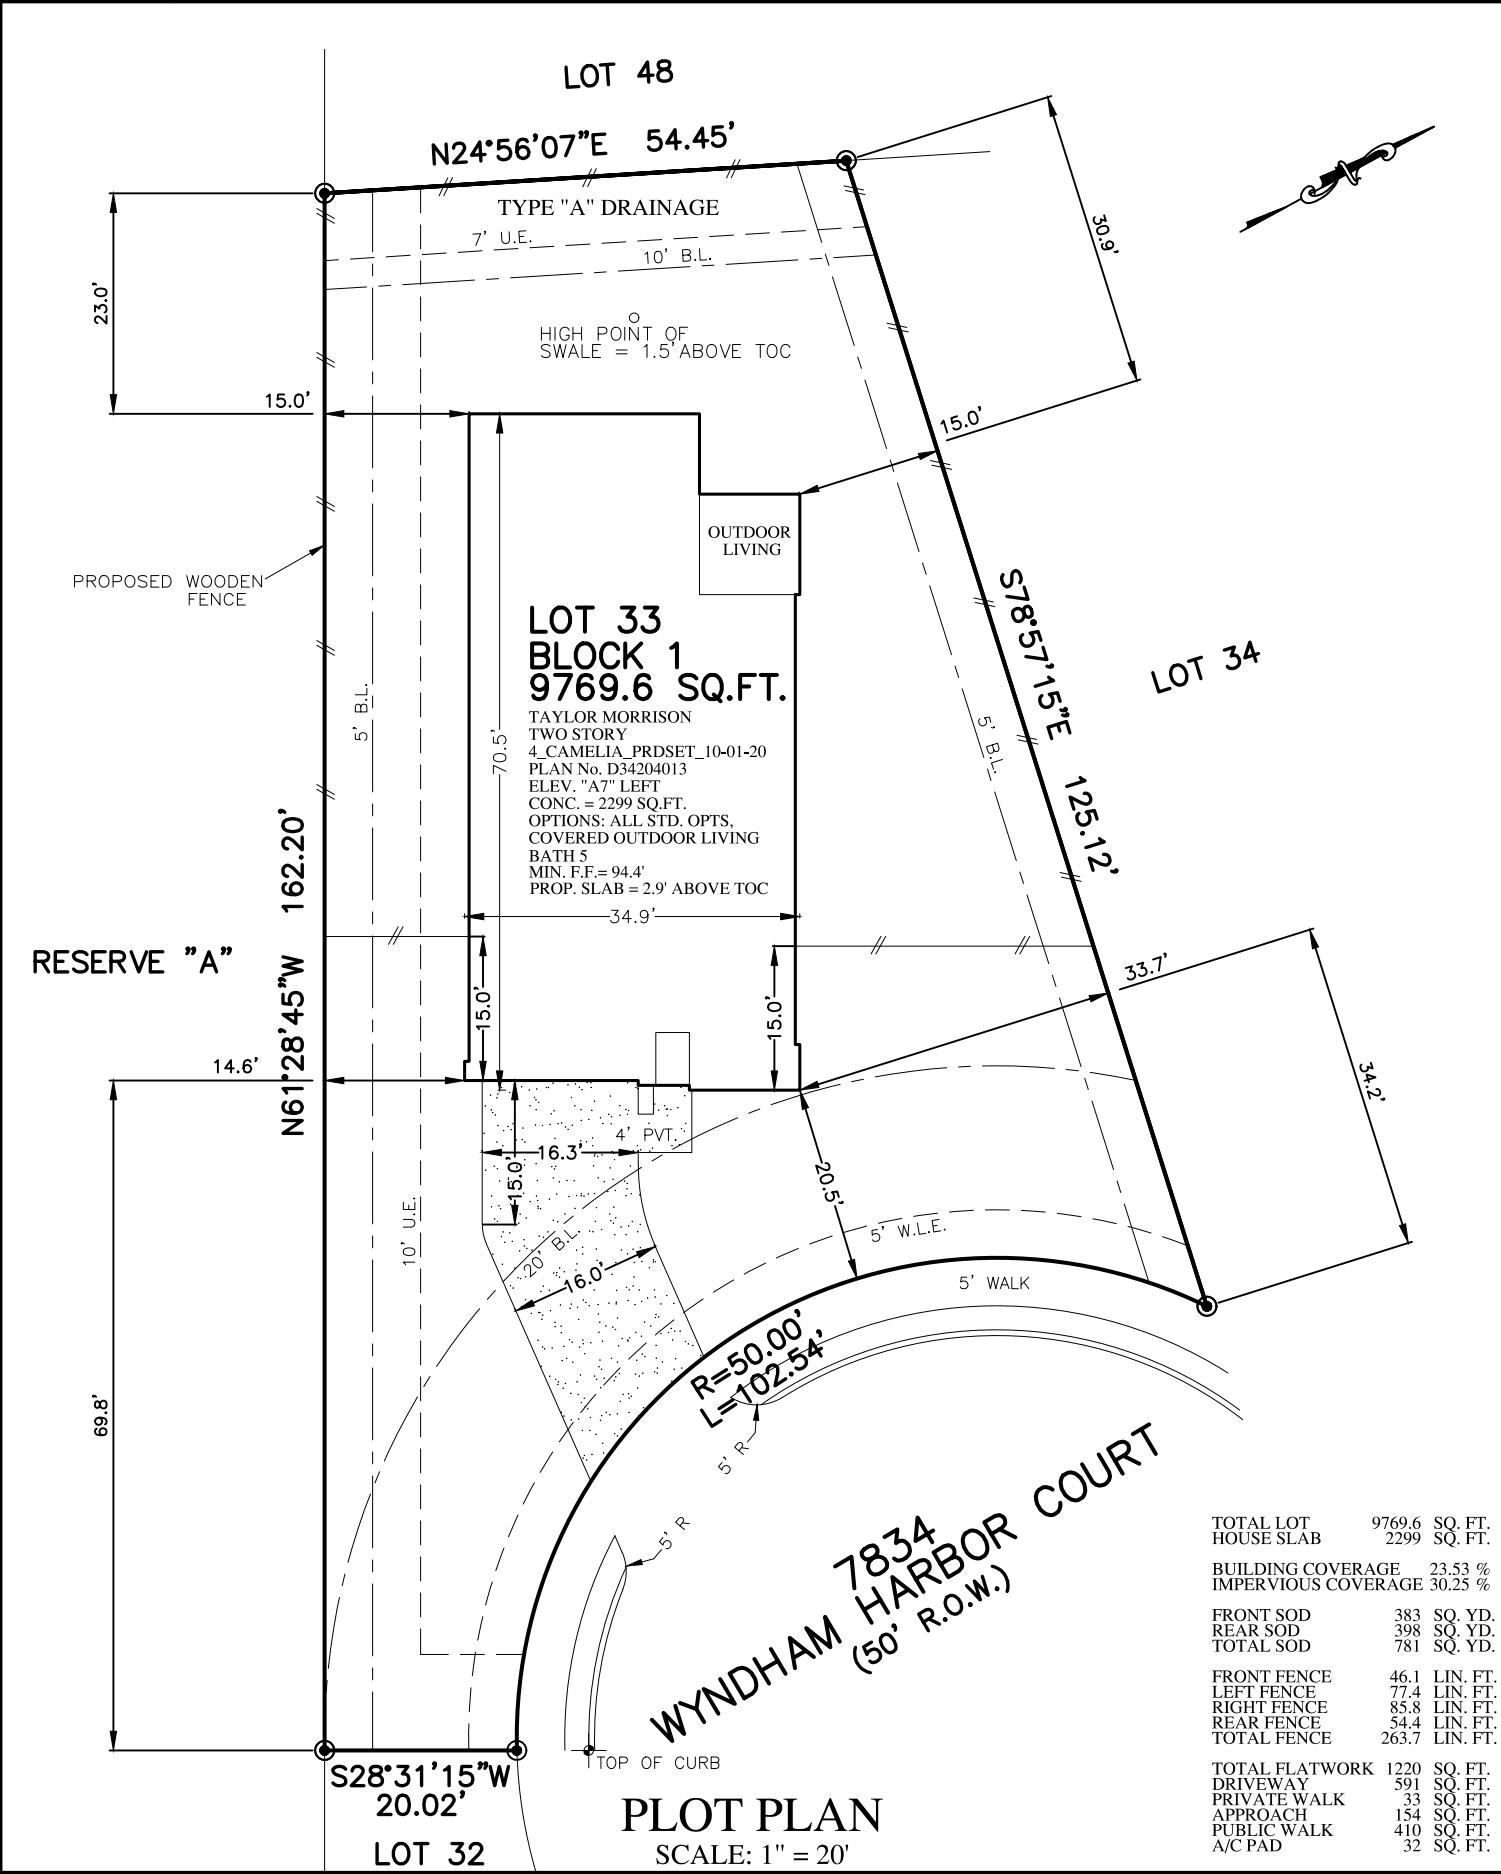 LOT 48
N24°56'07"E 54.45'
TYPE "A" DRAINAGE
7' U.E.
10' B.L.
30.9'
23.0'
HIGH POINT OF
SWALE = 1.5' ABOVE TOC
15.0'
15.0'
OUTDOOR
LIVING
PROPOSED WOODEN
FENCE
LOT 33
BLOCK 1
9769.6 SQ.FT.
TAYLOR MORRISON
TWO STORY
4_CAMELIA_PRDSET_10-01-20
PLAN No. D34204013
ELEV. "A7" LEFT
CONC. = 2299 SQ.FT.
OPTIONS: ALL STD. OPTS,
COVERED OUTDOOR LIVING
BATH 5
MIN. F.F.= 94.4'
PROP. SLAB = 2.9' ABOVE TOC
70.5'
34.9'
5' B.L.
5' B.L.
S78°57'15"E 125.12'
LOT 34
N61°28'45"W 162.20'
RESERVE "A"
15.0'
15.0'
33.7'
14.6'
34.2'
4' PVT.
16.3'
15.0'
20.5'
10' U.E.
20' B.L.
16.0'
5' W.L.E.
5' WALK
R=50.00'
L=102.54'
5' R
5' R
69.8'
7834
WYNDHAM HARBOR COURT
(50' R.O.W.)
TOP OF CURB
S28°31'15"W
20.02'
LOT 32
PLOT PLAN
SCALE: 1" = 20'
TOTAL LOT 9769.6 SQ. FT.
HOUSE SLAB 2299 SQ. FT.
BUILDING COVERAGE 23.53 %
IMPERVIOUS COVERAGE 30.25 %
FRONT SOD 383 SQ. YD.
REAR SOD 398 SQ. YD.
TOTAL SOD 781 SQ. YD.
FRONT FENCE 46.1 LIN. FT.
LEFT FENCE 77.4 LIN. FT.
RIGHT FENCE 85.8 LIN. FT.
REAR FENCE 54.4 LIN. FT.
TOTAL FENCE 263.7 LIN. FT.
TOTAL FLATWORK 1220 SQ. FT.
DRIVEWAY 591 SQ. FT.
PRIVATE WALK 33 SQ. FT.
APPROACH 154 SQ. FT.
PUBLIC WALK 410 SQ. FT.
A/C PAD 32 SQ. FT.